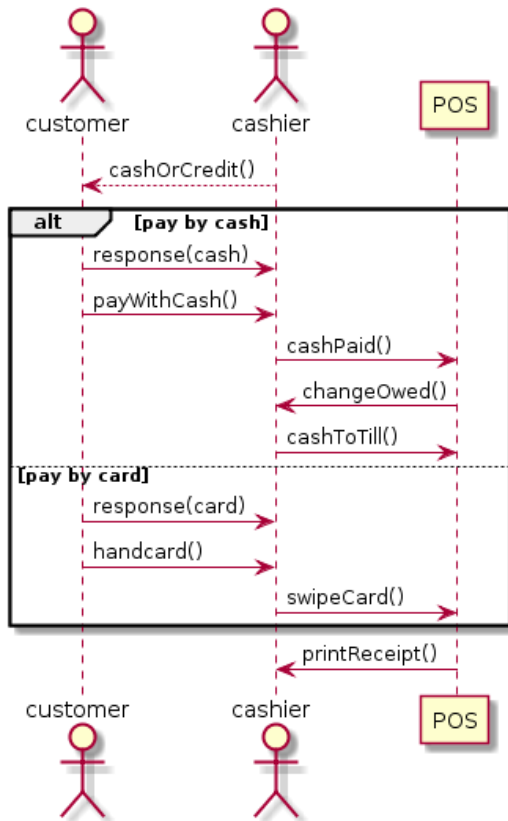 customer cashier POS
cashOrCredit()
alt [pay by cash]
response(cash)
payWithCash()
cashPaid()
changeOwed()
cashToTill()
[pay by card]
response(card)
handcard()
swipeCard()
printReceipt()
customer cashier POS